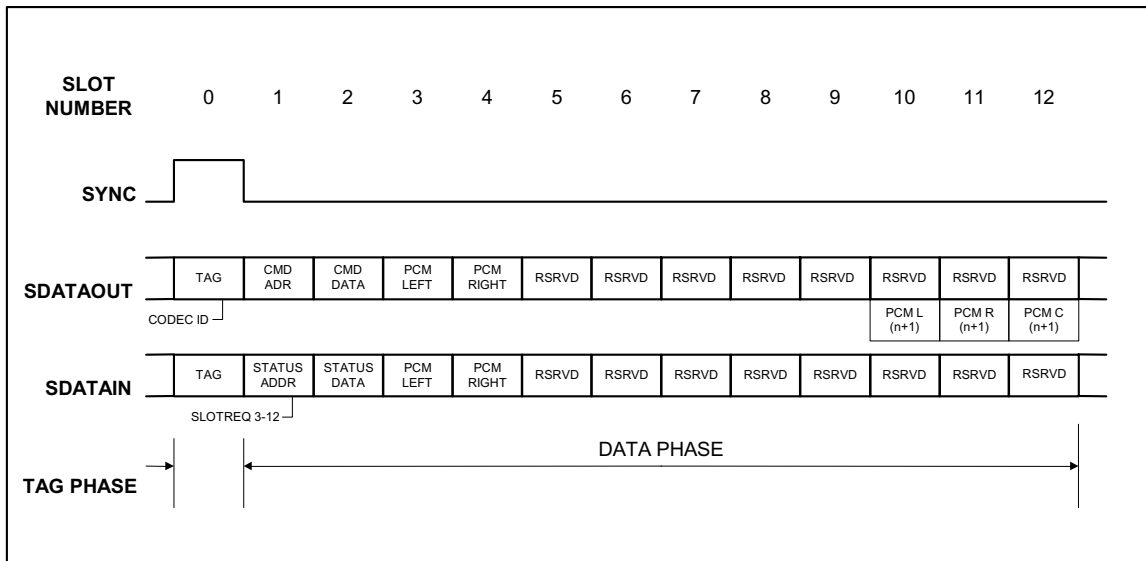 SLOT
NUMBER
0 1 2 3 4 5 6 7 8 9 10 11 12
SYNC
SDATAOUT
TAG
CMD
ADR
CMD
DATA
PCM
LEFT
PCM
RIGHT
RSRVD
RSRVD
RSRVD
RSRVD
RSRVD
RSRVD
RSRVD
RSRVD
CODEC ID
PCM L
(n+1)
PCM R
(n+1)
PCM C
(n+1)
SDATAIN
TAG
STATUS
ADDR
STATUS
DATA
PCM
LEFT
PCM
RIGHT
RSRVD
RSRVD
RSRVD
RSRVD
RSRVD
RSRVD
RSRVD
RSRVD
SLOTREQ 3-12
DATA PHASE
TAG PHASE